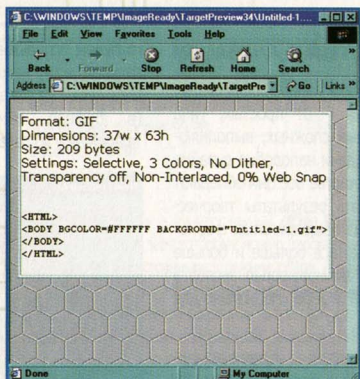 C:\WINDOWS\TEMP\ImageReady\TargetPreview34\Untitled-1....
File Edit View Favorites Tools Help
Back Forward Stop Refresh Home Search »
Address C:\WINDOWS\TEMP\ImageReady\TargetPre Go Links »
Format: GIF
Dimensions: 37w x 63h
Size: 209 bytes
Settings: Selective, 3 Colors, No Dither,
Transparency off, Non-Interlaced, 0% Web Snap
<HTML>
<BODY BGCOLOR=#FFFFFF BACKGROUND="Untitled-1.gif">
</BODY>
</HTML>
Done My Computer